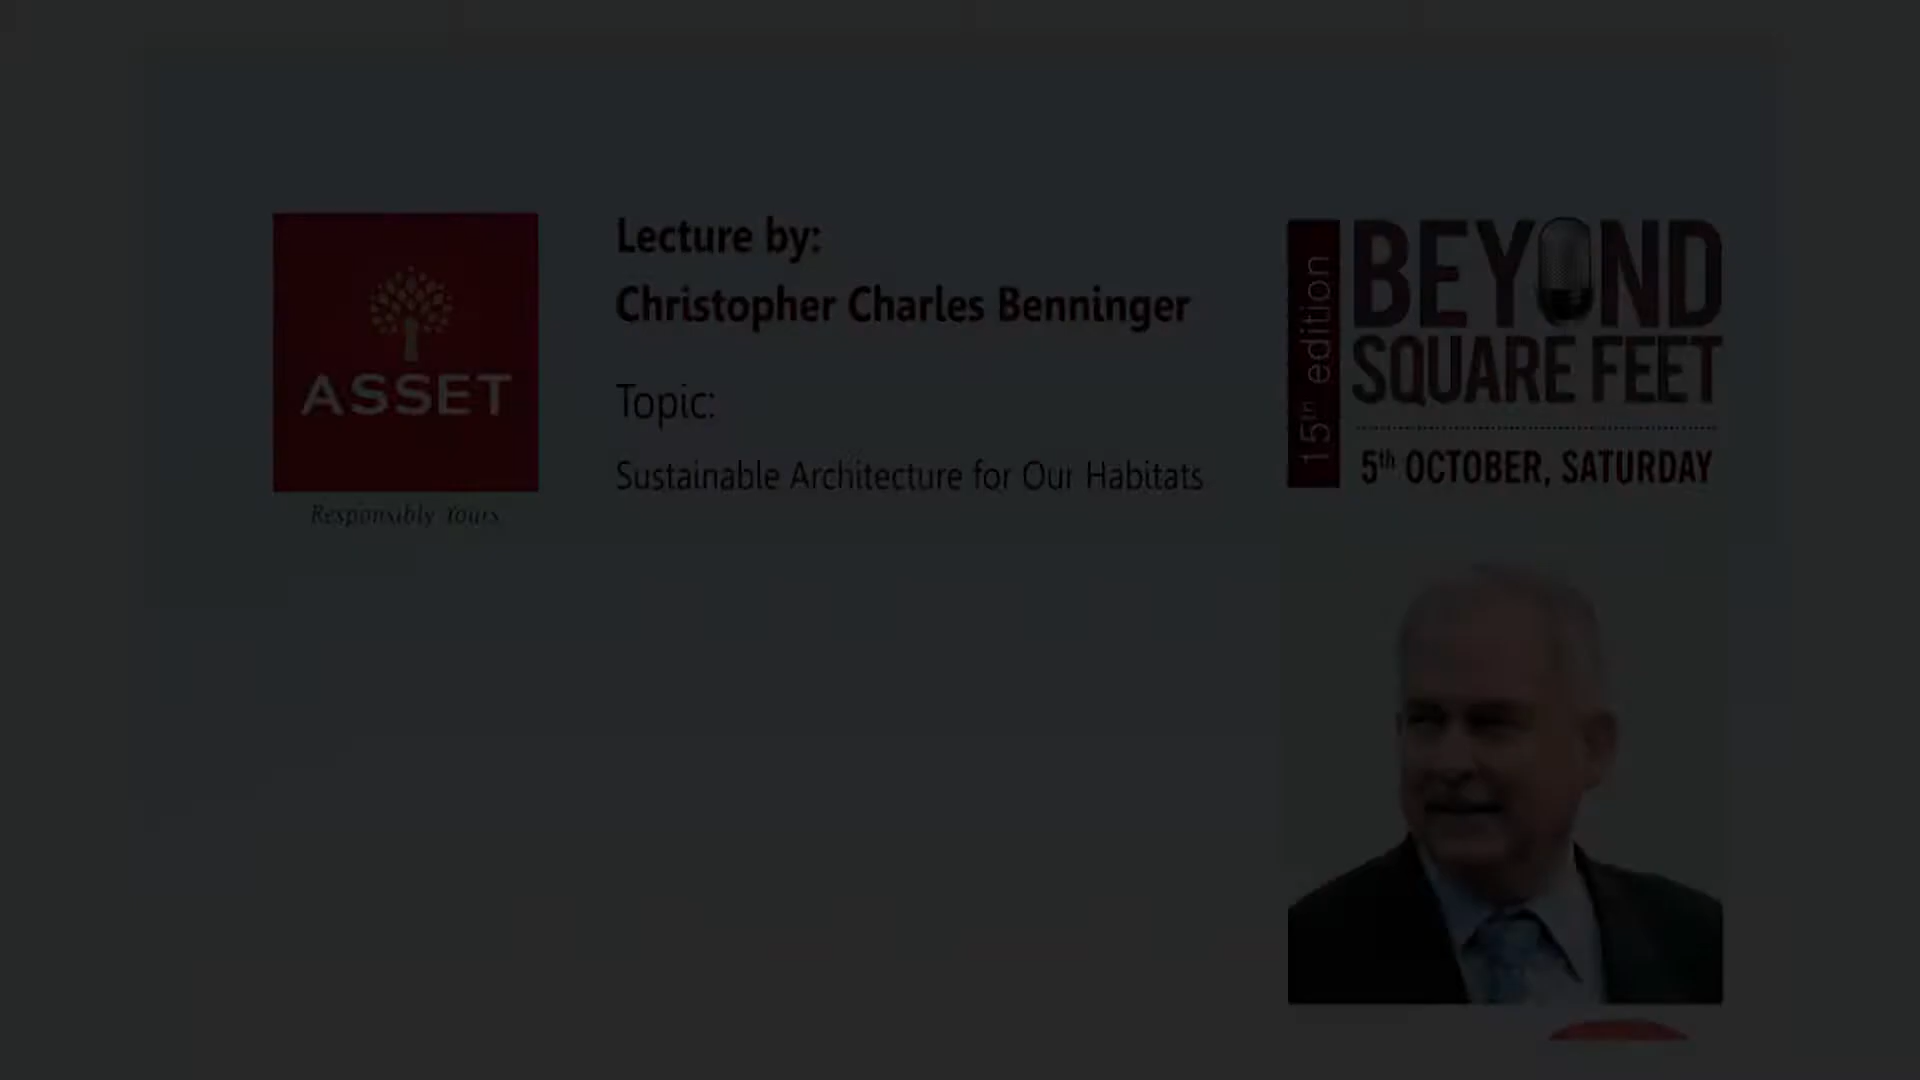 ASSET
Responsibly Yours
Lecture by:
Christopher Charles Benninger
Topic:
Sustainable Architecture for Our Habitats
15th edition
BEYOND
SQUARE FEET
5th OCTOBER, SATURDAY